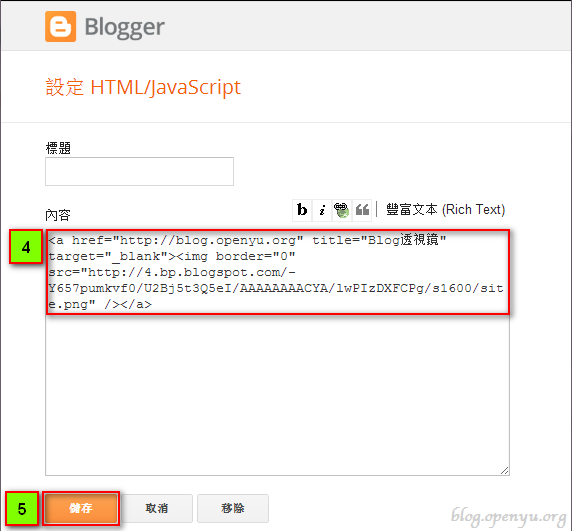 Blogger
設定 HTML/JavaScript
標題
內容
b i 豐富文本 (Rich Text)
4
<a href="http://blog.openyu.org" title="Blog透視鏡"
target="_blank"><img border="0"
src="http://4.bp.blogspot.com/-
Y657pumkvf0/U2Bj5t3Q5eI/AAAAAAAACYA/lwPIzDXFCPg/s1600/sit
e.png" /></a>
5
儲存 取消 移除
blog.openyu.org